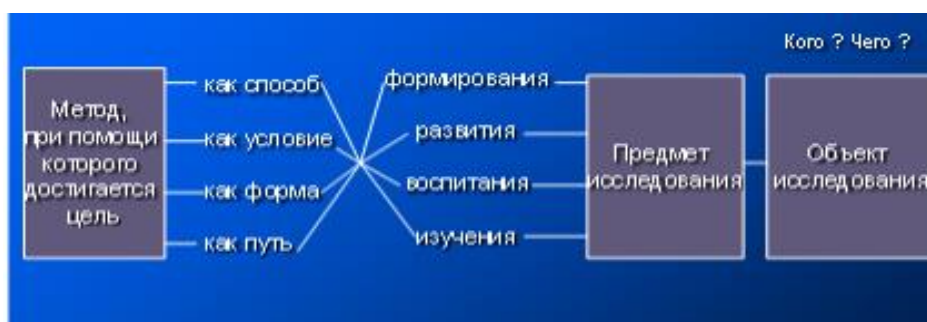 Кого ? Чего ?
Метод,
при помощи
которого
достигается
цель
как способ
как условие
как форма
как путь
формирования
развития
воспитания
изучения
Предмет
исследования
Объект
исследования